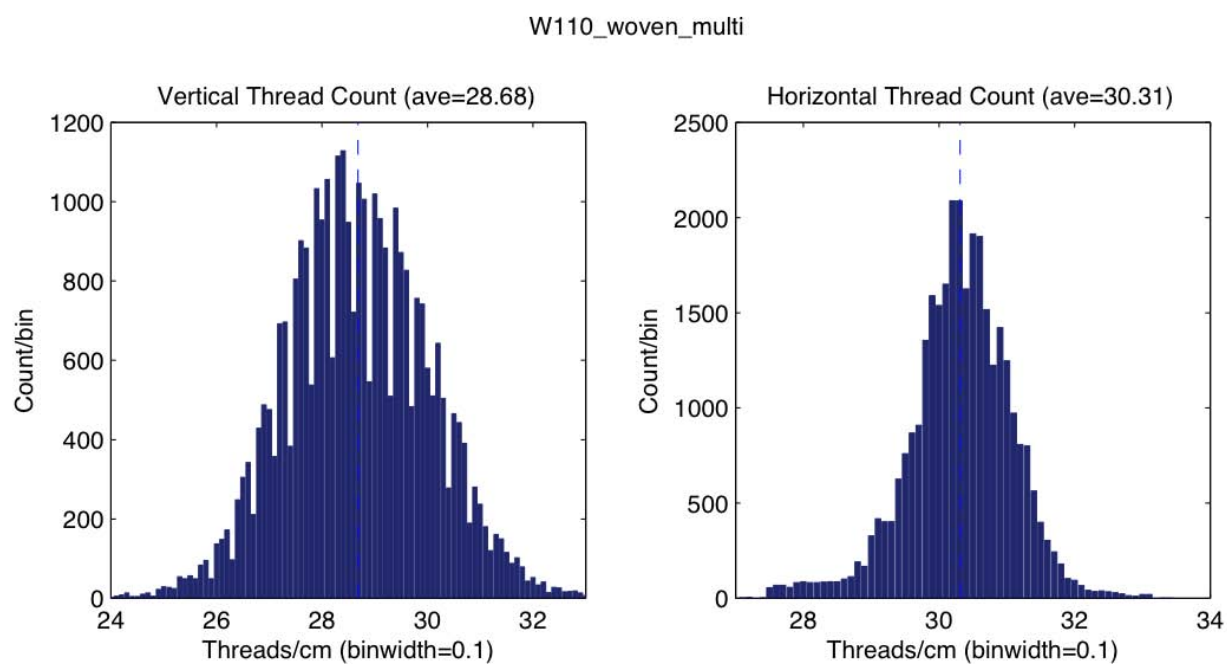 W110_woven_multi
Vertical Thread Count (ave=28.68)
1200
1000
800
600
400
200
0
Count/bin
24 26 28 30 32
Threads/cm (binwidth=0.1)
Horizontal Thread Count (ave=30.31)
2500
2000
1500
1000
500
0
Count/bin
28 30 32 34
Threads/cm (binwidth=0.1)